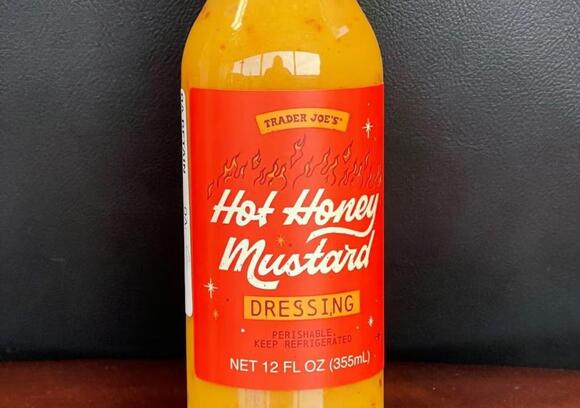 TRADER JOE'S®
Hot Honey
Mustard
DRESSING
PERISHABLE.
KEEP REFRIGERATED
NET 12 FL OZ (355mL)